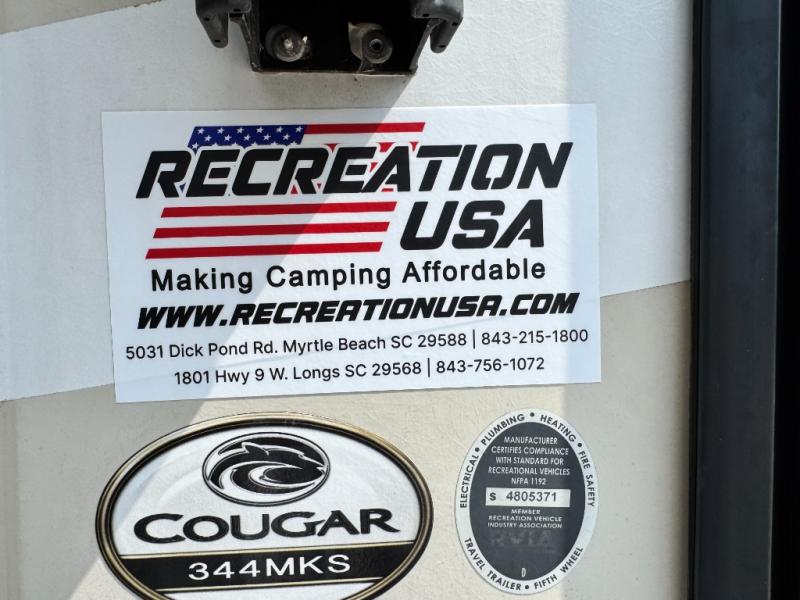 RECREATION
USA
Making Camping Affordable
WWW.RECREATIONUSA.COM
5031 Dick Pond Rd. Myrtle Beach SC 29588 | 843-215-1800
1801 Hwy 9 W. Longs SC 29568 | 843-756-1072
COUGAR
344MKS
ELECTRICAL • PLUMBING • HEATING • FIRE SAFETY
MANUFACTURER
CERTIFIES COMPLIANCE
WITH STANDARD FOR
RECREATIONAL VEHICLES
NFPA 1192
S 4805371
MEMBER
RECREATION VEHICLE
INDUSTRY ASSOCIATION
RVIA
D
TRAVEL TRAILER • FIFTH WHEEL